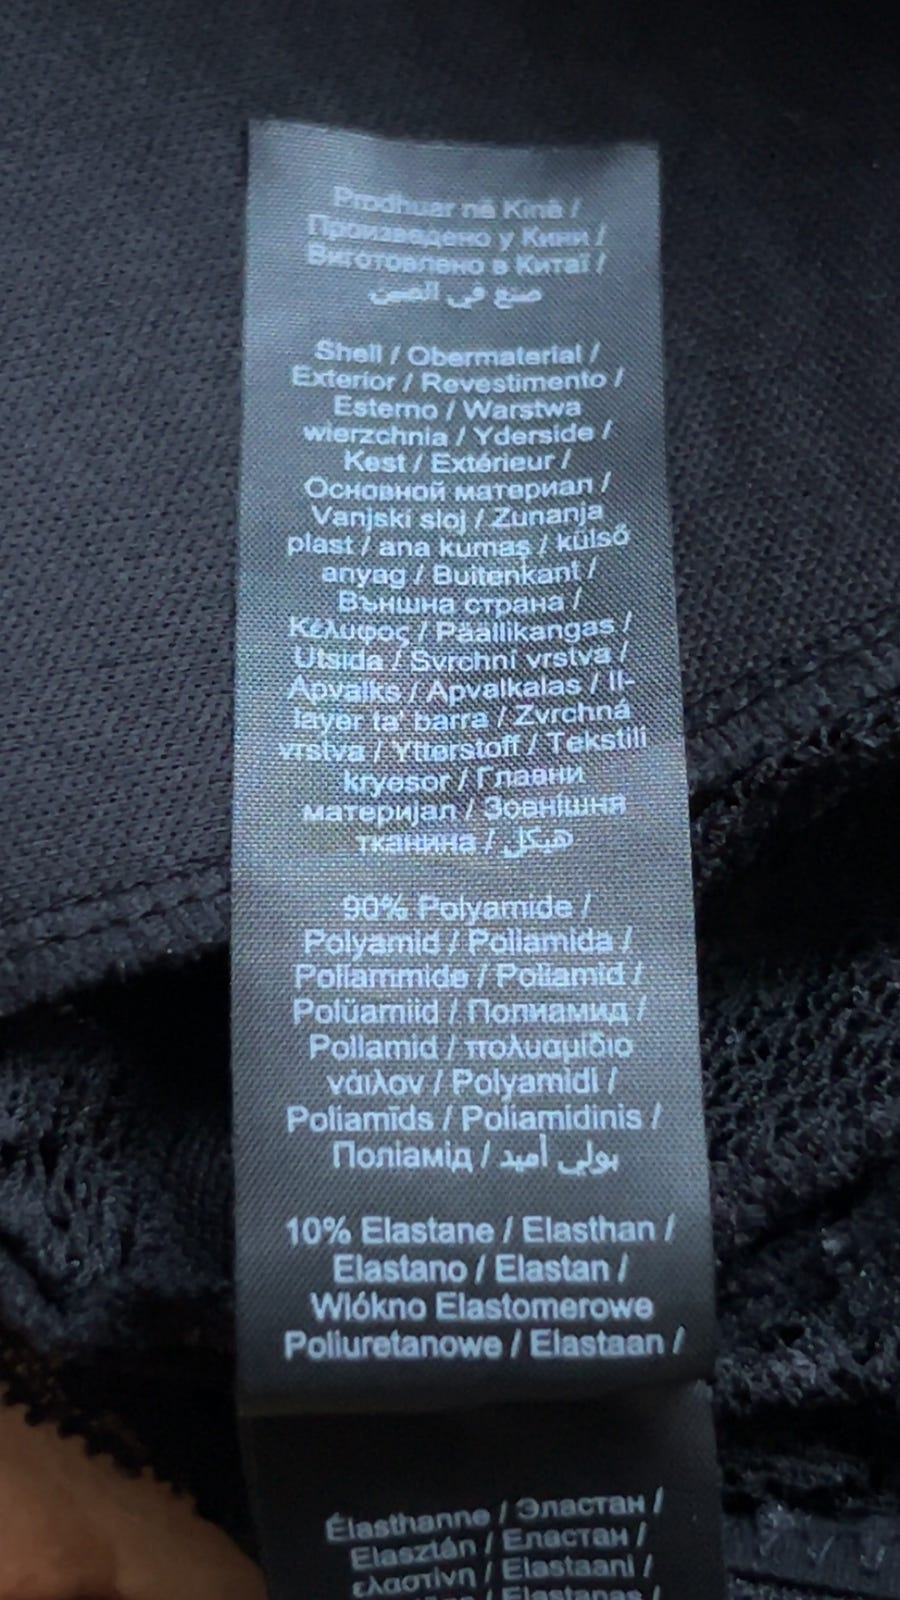 Prodhuar në Kinë /
Произведено у Кини /
Виготовлено в Китаї /
صنع في الصين
Shell / Obermaterial /
Exterior / Revestimento /
Esterno / Warstwa
wierzchnia / Yderside /
Kest / Extérieur /
Основной материал /
Vanjski sloj / Zunanja
plast / ana kumaş / külső
anyag / Buitenkant /
Външна страна /
Κέλυφος / Päällikangas /
Utsida / Svrchní vrstva /
Apvalks / Apvalkalas / Il-
layer ta' barra / Zvrchná
vrstva / Ytterstoff / Tekstili
kryesor / Главни
материјал / Зовнішня
тканина / هيكل
90% Polyamide /
Polyamid / Poliamida /
Poliammide / Poliamid /
Polüamiid / Полиамид /
Poliamid / πολυαμίδιο
νάιλον / Polyamidi /
Poliamīds / Poliamidinis /
Поліамід / بولي أميد
10% Elastane / Elasthan /
Elastano / Elastan /
Wlókno Elastomerowe
Poliuretanowe / Elastaan /
Élasthanne / Эластан /
Elasztán / Еластан /
ελαστίνη / Elastaani /
Elastanas /